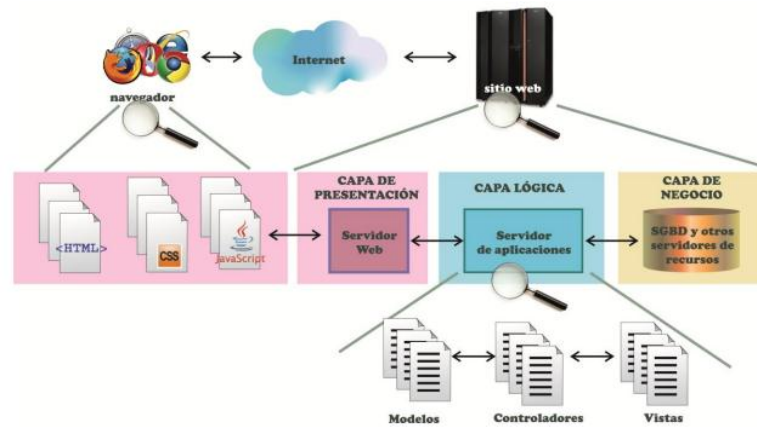 Internet
navegador
sitio web
<HTML>
CSS
JavaScript
CAPA DE
PRESENTACIÓN
Servidor
Web
CAPA LÓGICA
Servidor
de aplicaciones
CAPA DE
NEGOCIO
SGBD y otros
servidores de
recursos
Modelos
Controladores
Vistas